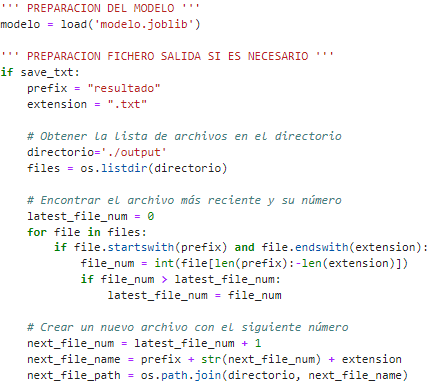 ''' PREPARACION DEL MODELO '''
modelo = load('modelo.joblib')

''' PREPARACION FICHERO SALIDA SI ES NECESARIO '''
if save_txt:
    prefix = "resultado"
    extension = ".txt"

    # Obtener la lista de archivos en el directorio
    directorio='./output'
    files = os.listdir(directorio)

    # Encontrar el archivo más reciente y su número
    latest_file_num = 0
    for file in files:
        if file.startswith(prefix) and file.endswith(extension):
            file_num = int(file[len(prefix):-len(extension)])
            if file_num > latest_file_num:
                latest_file_num = file_num

    # Crear un nuevo archivo con el siguiente número
    next_file_num = latest_file_num + 1
    next_file_name = prefix + str(next_file_num) + extension
    next_file_path = os.path.join(directorio, next_file_name)